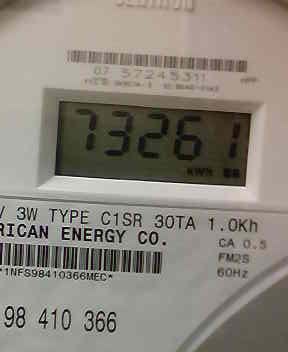 CENTRON
07 57245311
73261
KWH
V 3W TYPE C1SR 30TA 1.0Kh
RICAN ENERGY CO.
CA 0.5
FM2S
60Hz
*1NFS98410366MEC*
98 410 366